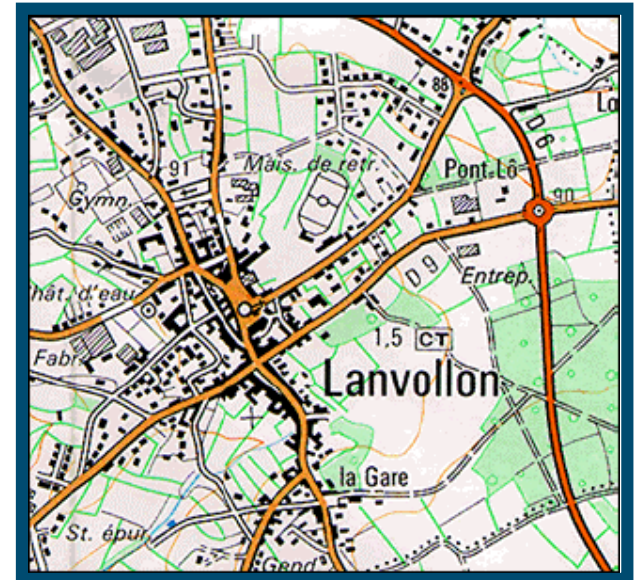 88
Lo
D 6
91
Mais. de retr.
Pont.Lô
Gymn.
90
D 9
Entrep.
hât. d'eau
1,5 CT
Fabr.
Lanvollon
la Gare
St. épur.
Gend